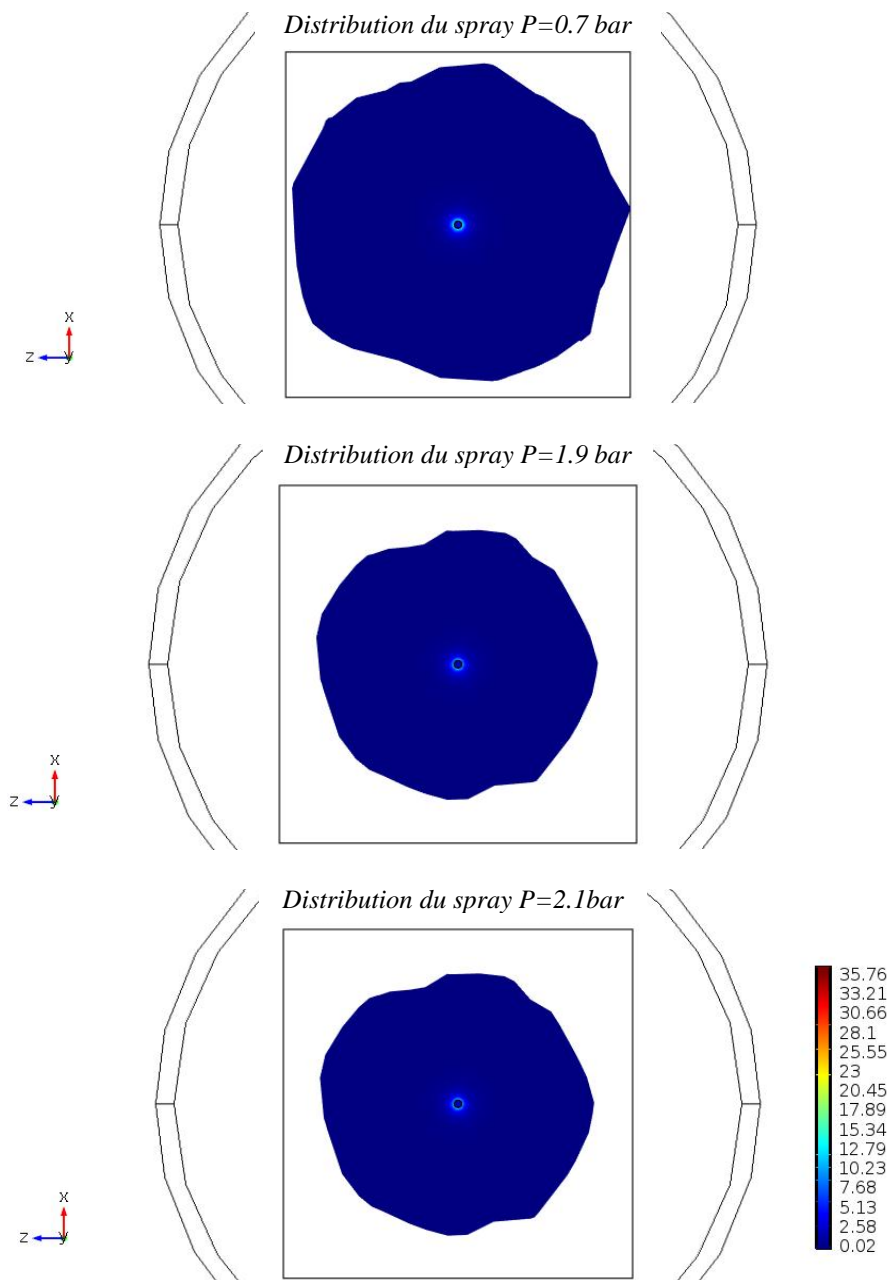 Distribution du spray P=0.7 bar
x
z
y
Distribution du spray P=1.9 bar
x
z
y
Distribution du spray P=2.1bar
35.76
33.21
30.66
28.1
25.55
23
20.45
17.89
15.34
12.79
10.23
7.68
5.13
2.58
0.02
x
z
y